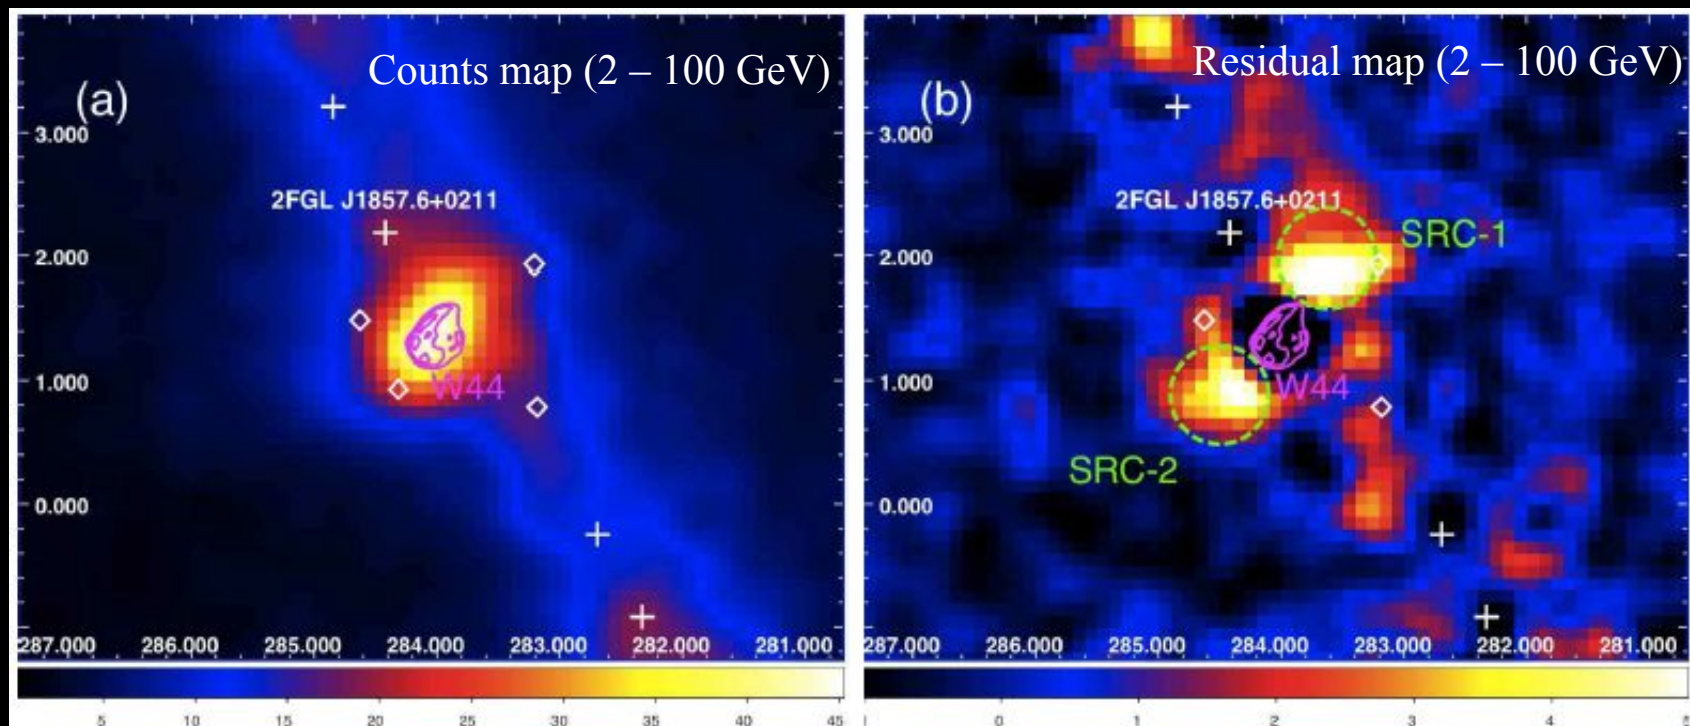 (a)
Counts map (2 – 100 GeV)
3.000
2FGL J1857.6+0211
2.000
1.000
W44
0.000
287.000 286.000 285.000 284.000 283.000 282.000 281.000
5 10 15 20 25 30 35 40 45
(b)
Residual map (2 – 100 GeV)
3.000
2FGL J1857.6+0211
SRC-1
2.000
1.000
W44
SRC-2
0.000
287.000 286.000 285.000 284.000 283.000 282.000 281.000
0 1 2 3 4